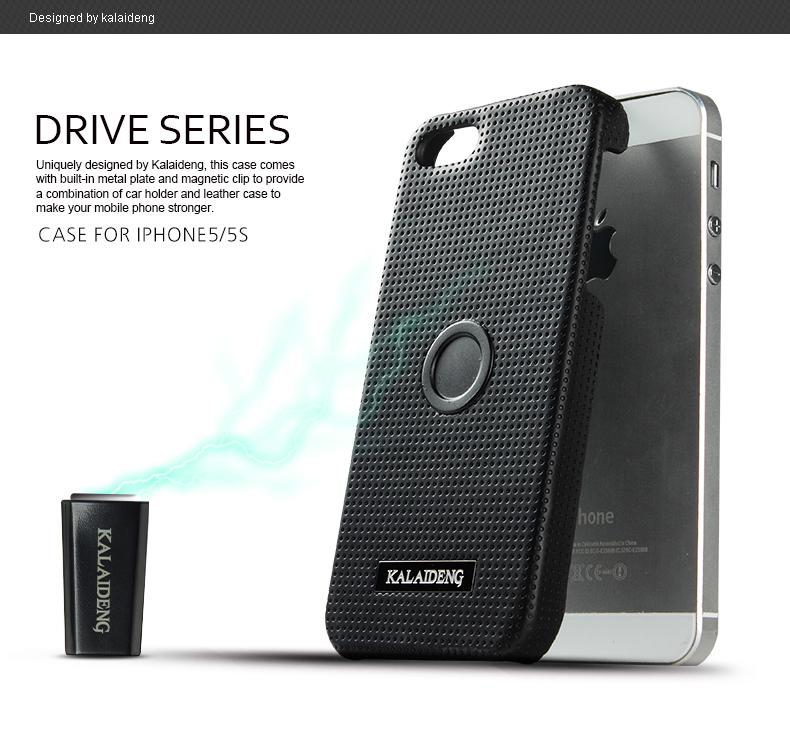 Designed by kalaideng
DRIVE SERIES
Uniquely designed by Kalaideng, this case comes
with built-in metal plate and magnetic clip to provide
a combination of car holder and leather case to
make your mobile phone stronger.
CASE FOR IPHONE5/5S
KALAIDENG
KALAIDENG
hone